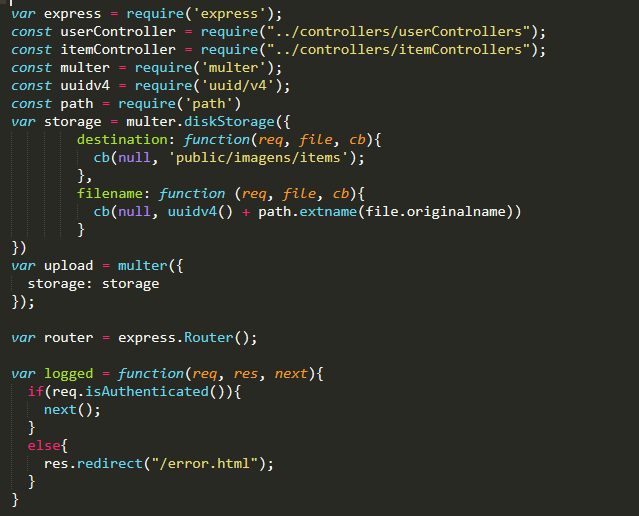 var express = require('express');
const userController = require("../controllers/userControllers");
const itemController = require("../controllers/itemControllers");
const multer = require('multer');
const uuidv4 = require('uuid/v4');
const path = require('path')
var storage = multer.diskStorage({
        destination: function(req, file, cb){
          cb(null, 'public/imagens/items');
        },
        filename: function (req, file, cb){
          cb(null, uuidv4() + path.extname(file.originalname))
        }
})
var upload = multer({
  storage: storage
});

var router = express.Router();

var logged = function(req, res, next){
  if(req.isAuthenticated()){
    next();
  }
  else{
    res.redirect("/error.html");
  }
}